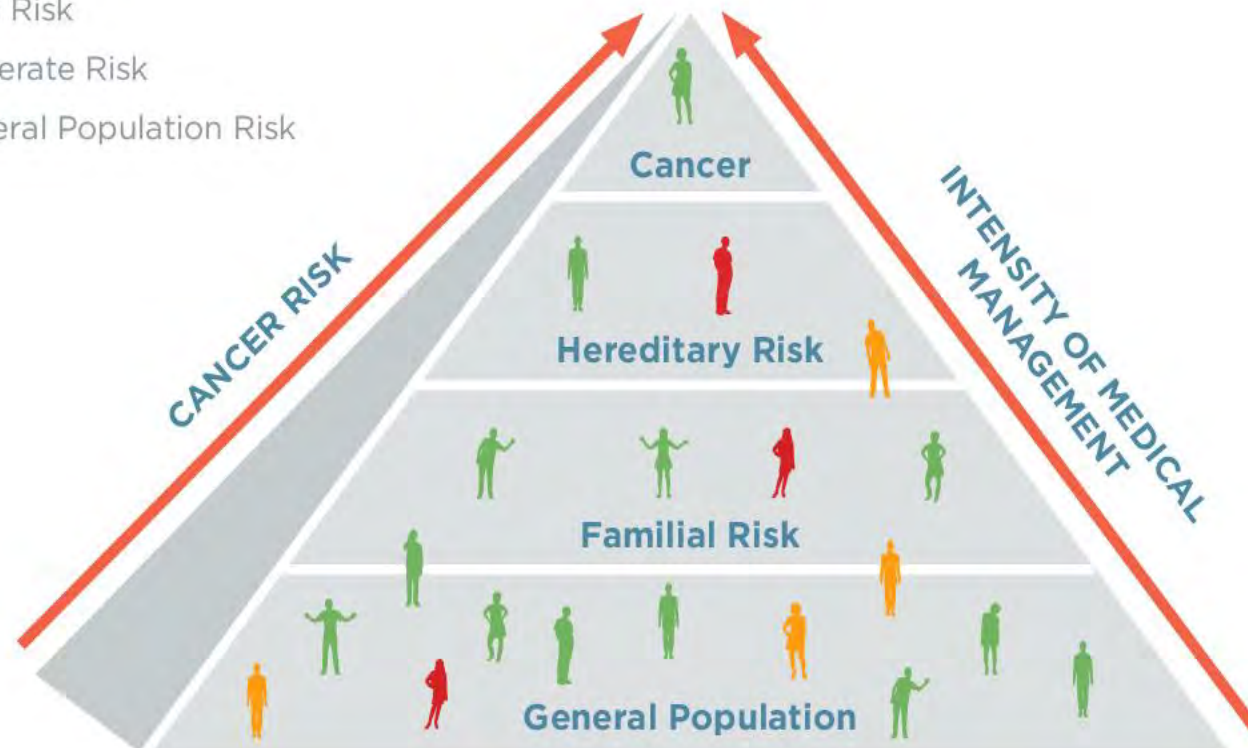 Risk
erate Risk
eral Population Risk
Cancer
CANCER RISK
INTENSITY OF MEDICAL
MANAGEMENT
Hereditary Risk
Familial Risk
General Population